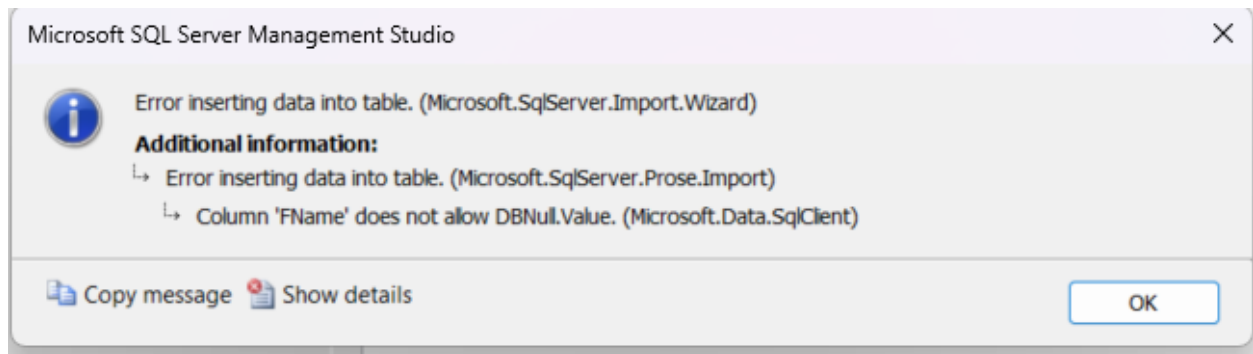 Microsoft SQL Server Management Studio
Error inserting data into table. (Microsoft.SqlServer.Import.Wizard)
Additional information:
Error inserting data into table. (Microsoft.SqlServer.Prose.Import)
Column 'FName' does not allow DBNull.Value. (Microsoft.Data.SqlClient)
Copy message Show details OK